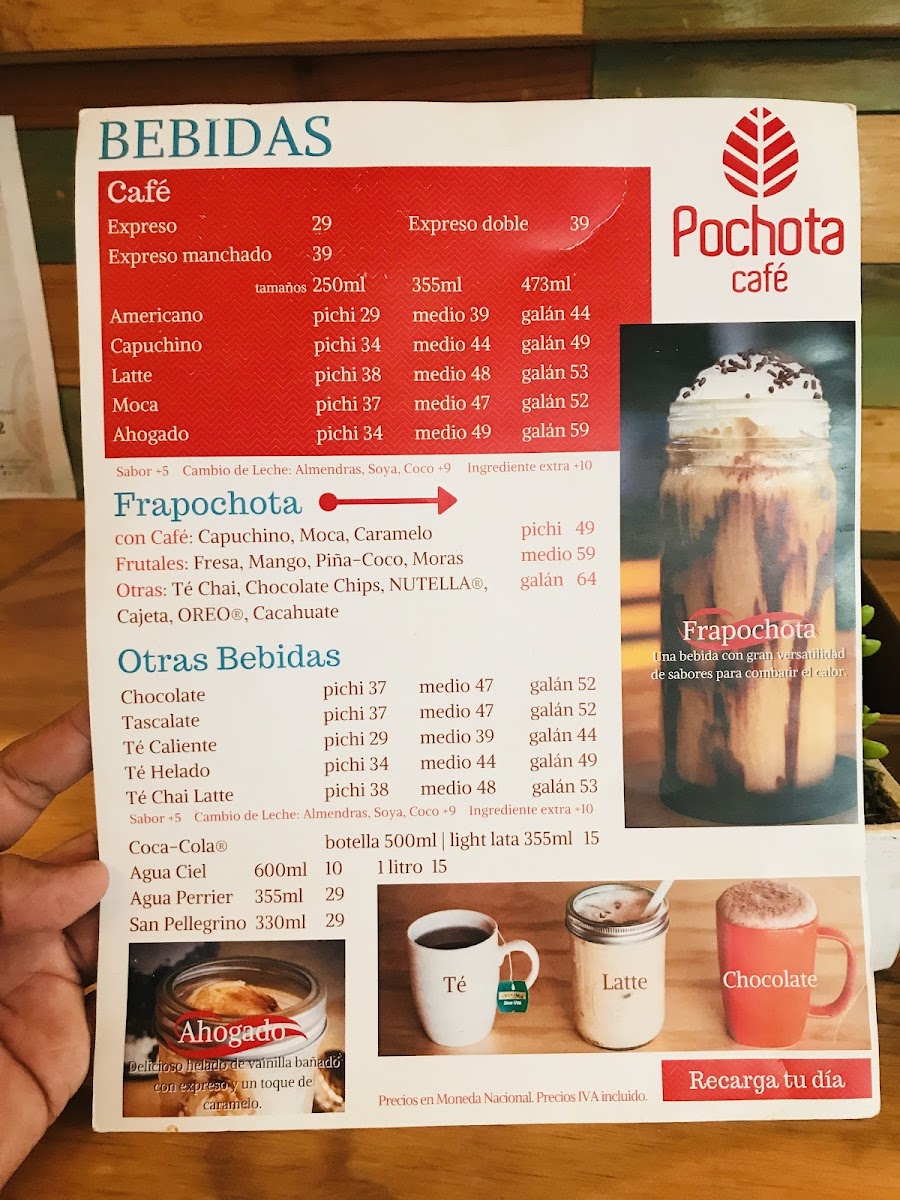 BEBIDAS
Pochota
café
Café
Expreso 29 Expreso doble 39
Expreso manchado 39
tamaños 250ml 355ml 473ml
Americano pichi 29 medio 39 galán 44
Capuchino pichi 34 medio 44 galán 49
Latte pichi 38 medio 48 galán 53
Moca pichi 37 medio 47 galán 52
Ahogado pichi 34 medio 49 galán 59
Sabor +5 Cambio de Leche: Almendras, Soya, Coco +9 Ingrediente extra +10
Frapochota
con Café: Capuchino, Moca, Caramelo pichi 49
Frutales: Fresa, Mango, Piña-Coco, Moras medio 59
Otras: Té Chai, Chocolate Chips, NUTELLA®, galán 64
Cajeta, OREO®, Cacahuate
Frapochota
Una bebida con gran versatilidad
de sabores para combatir el calor.
Otras Bebidas
Chocolate pichi 37 medio 47 galán 52
Tascalate pichi 37 medio 47 galán 52
Té Caliente pichi 29 medio 39 galán 44
Té Helado pichi 34 medio 44 galán 49
Té Chai Latte pichi 38 medio 48 galán 53
Sabor +5 Cambio de Leche: Almendras, Soya, Coco +9 Ingrediente extra +10
Coca-Cola® botella 500ml | light lata 355ml 15
Agua Ciel 600ml 10 1 litro 15
Agua Perrier 355ml 29
San Pellegrino 330ml 29
Ahogado
Delicioso helado de vainilla bañado
con expreso y un toque de
caramelo.
Té
Latte
Chocolate
Recarga tu día
Precios en Moneda Nacional. Precios IVA incluido.